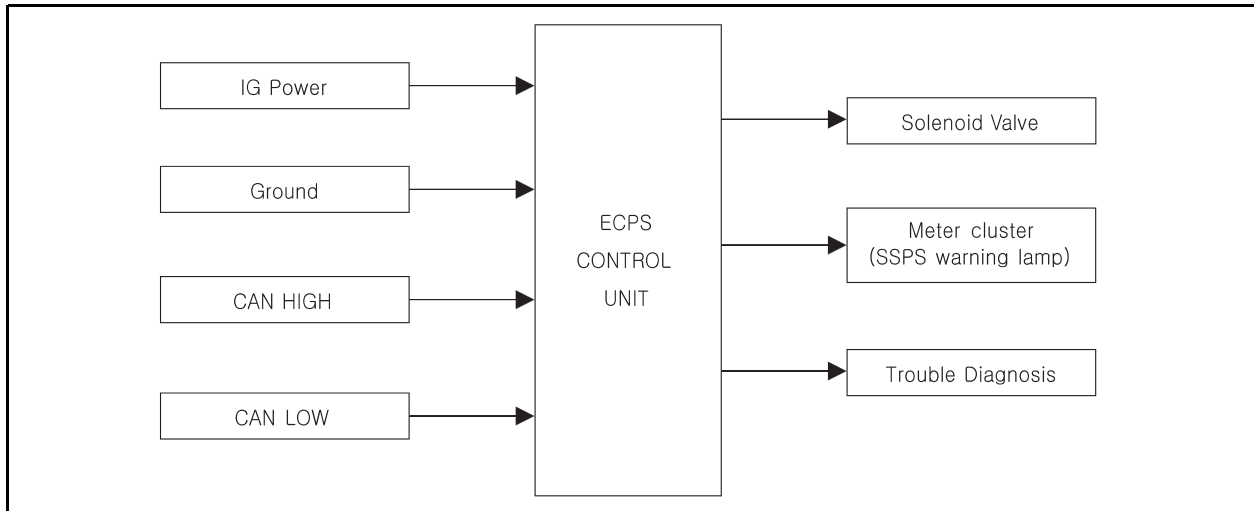 IG Power
Ground
CAN HIGH
CAN LOW
ECPS
CONTROL
UNIT
Solenoid Valve
Meter cluster
(SSPS warning lamp)
Trouble Diagnosis